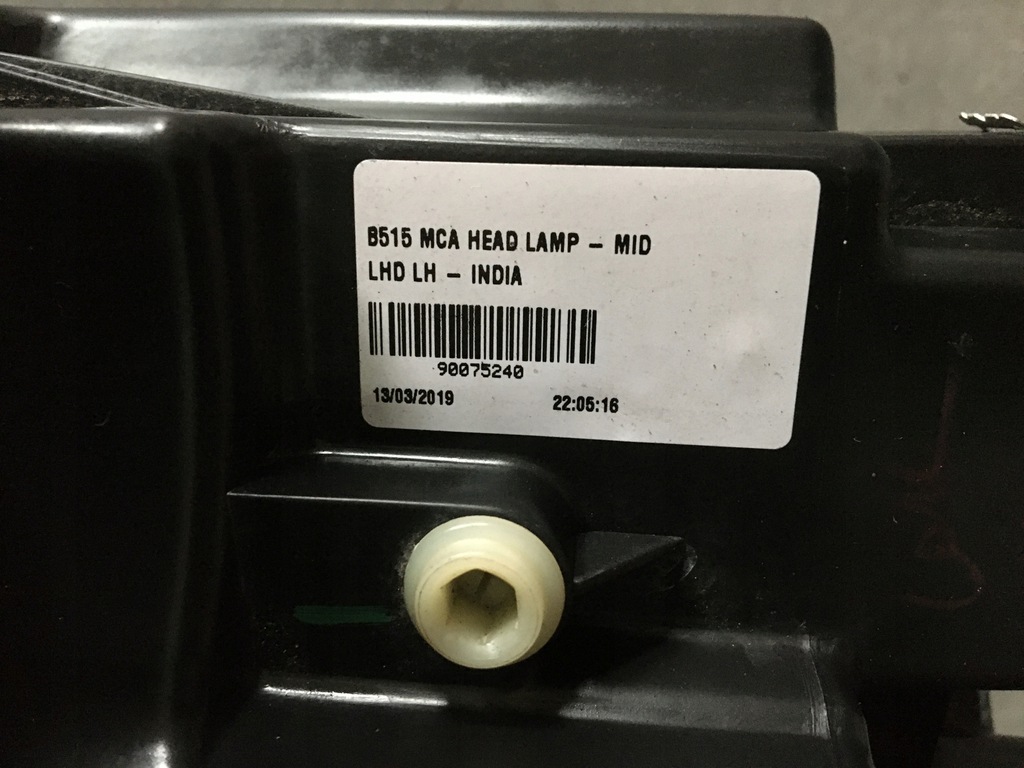 B515 MCA HEAD LAMP – MID
LHD LH – INDIA
90075240
13/03/2019 22:05:16